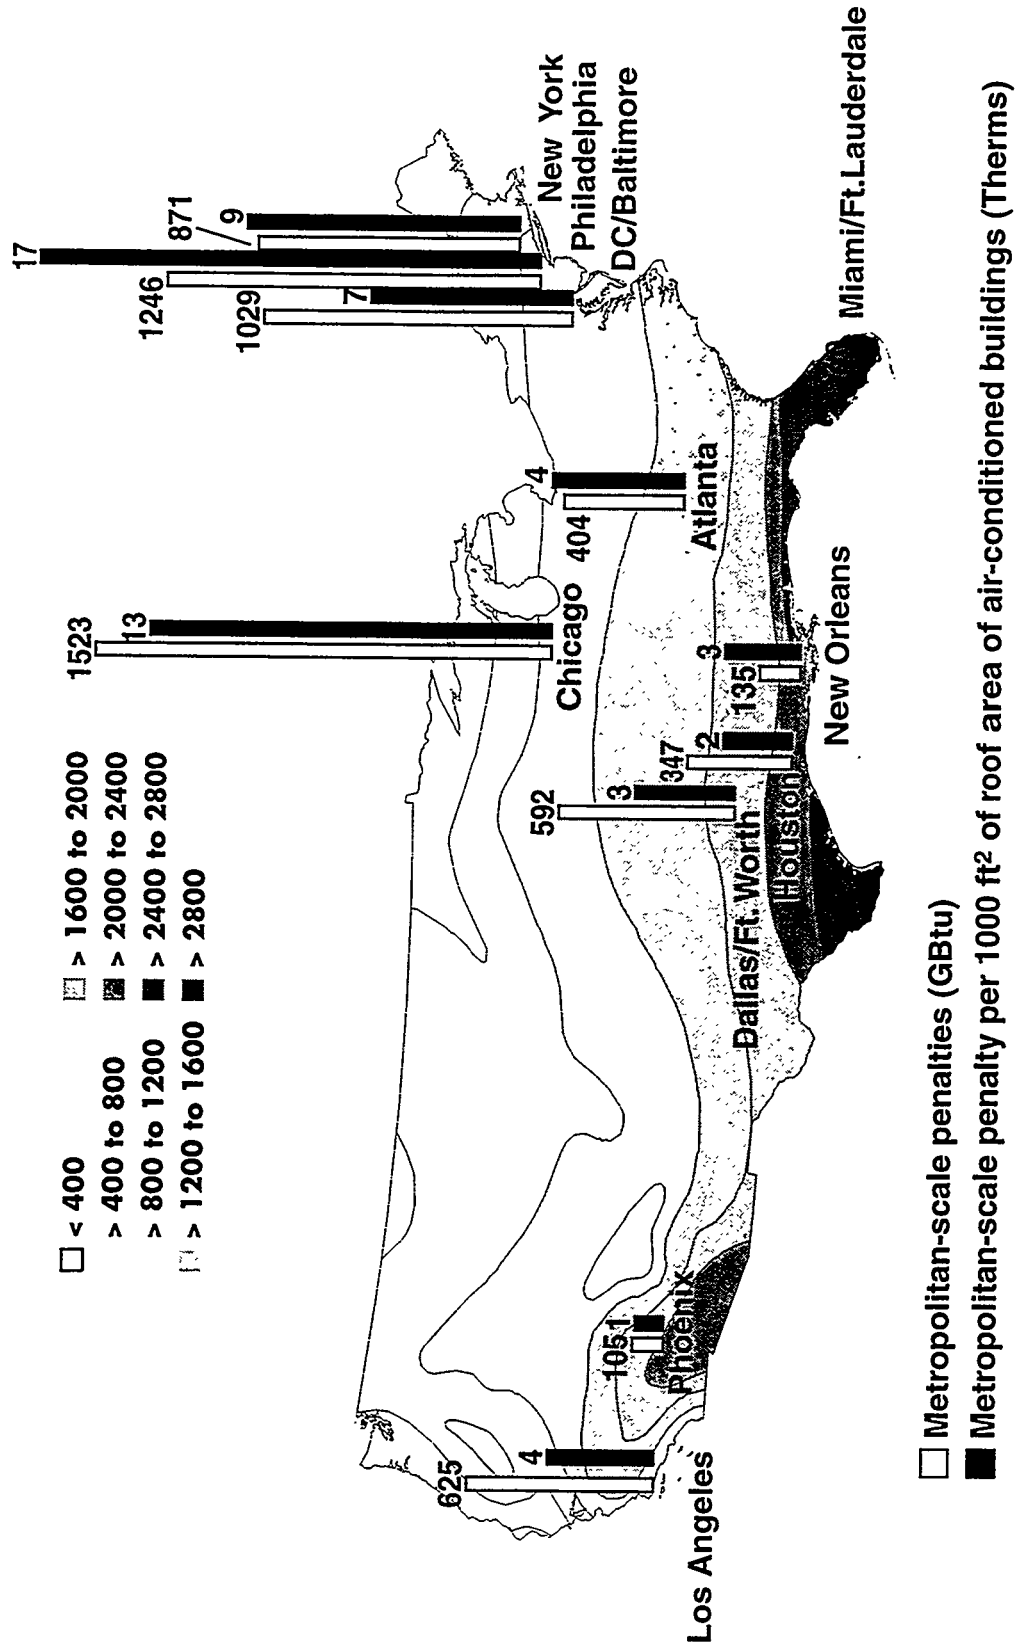 < 400
> 400 to 800
> 800 to 1200
> 1200 to 1600
> 1600 to 2000
> 2000 to 2400
> 2400 to 2800
> 2800
17
1523
13
1246
871
9
1029
7
New York
Philadelphia
DC/Baltimore
625
4
Los Angeles
105
1
Phoenix
592
3
Dallas/Ft. Worth
347
2
Houston
135
3
New Orleans
Chicago
404
4
Atlanta
Miami/Ft.Lauderdale
Metropolitan-scale penalties (GBtu)
Metropolitan-scale penalty per 1000 ft² of roof area of air-conditioned buildings (Therms)